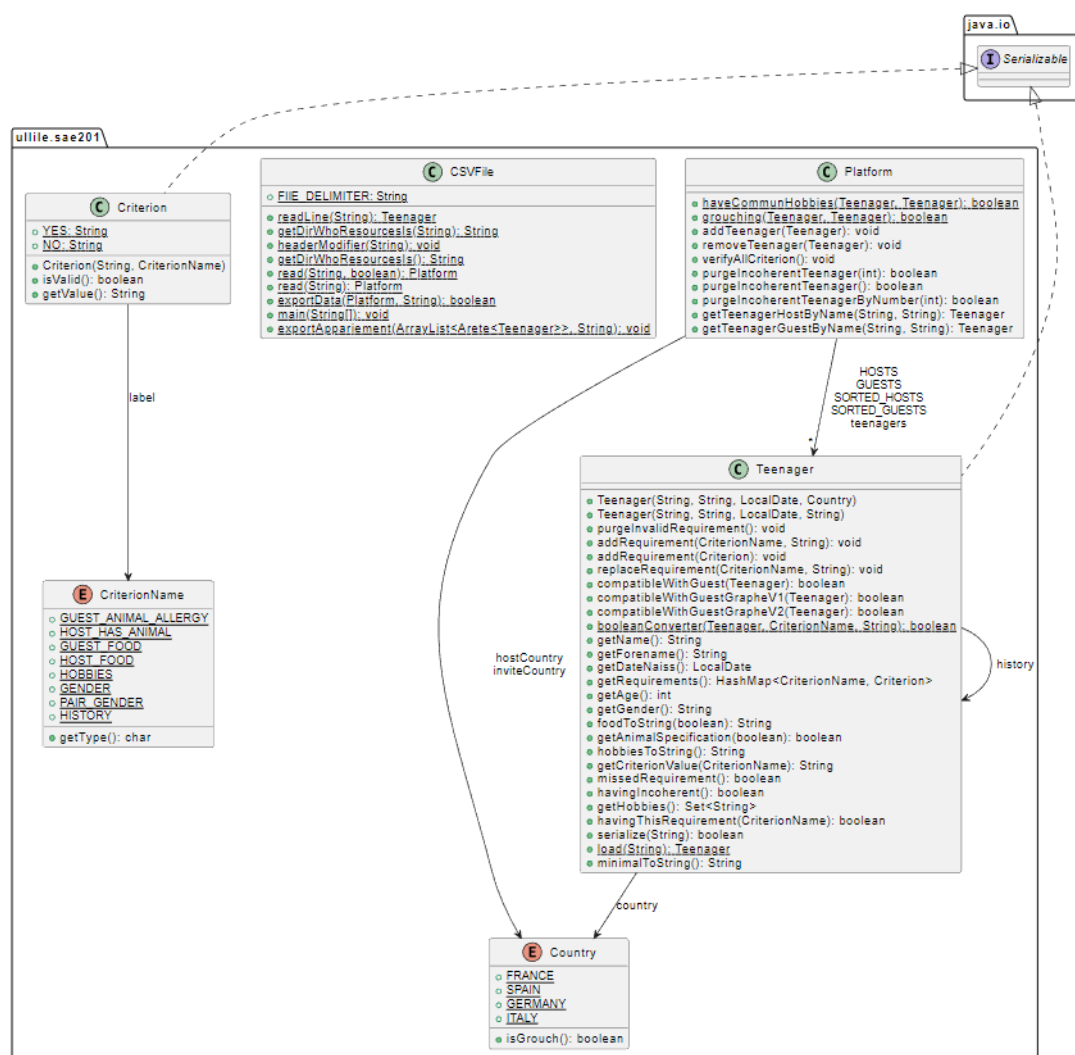 java.io
I Serializable
ullile.sae201
C Criterion
YES: String
NO: String
Criterion(String, CriterionName)
isValid(): boolean
getValue(): String
C CSVFile
FIIE_DELIMITER: String
readLine(String): Teenager
getDirWhoResourcesIs(String): String
headerModifier(String): void
getDirWhoResourcesIs(): String
read(String, boolean): Platform
read(String): Platform
exportData(Platform, String): boolean
main(String[]): void
exportAppariement(ArrayList<Arete<Teenager>>, String): void
C Platform
haveCommunHobbies(Teenager, Teenager): boolean
grouching(Teenager, Teenager): boolean
addTeenager(Teenager): void
removeTeenager(Teenager): void
verifyAllCriterion(): void
purgeIncoherentTeenager(int): boolean
purgeIncoherentTeenager(): boolean
purgeIncoherentTeenagerByNumber(int): boolean
getTeenagerHostByName(String, String): Teenager
getTeenagerGuestByName(String, String): Teenager
label
HOSTS
GUESTS
SORTED_HOSTS
SORTED_GUESTS
teenagers
*
C Teenager
Teenager(String, String, LocalDate, Country)
Teenager(String, String, LocalDate, String)
purgeInvalidRequirement(): void
addRequirement(CriterionName, String): void
addRequirement(Criterion): void
replaceRequirement(CriterionName, String): void
compatibleWithGuest(Teenager): boolean
compatibleWithGuestGrapheV1(Teenager): boolean
compatibleWithGuestGrapheV2(Teenager): boolean
booleanConverter(Teenager, CriterionName, String): boolean
getName(): String
getForename(): String
getDateNaiss(): LocalDate
getRequirements(): HashMap<CriterionName, Criterion>
getAge(): int
getGender(): String
foodToString(boolean): String
getAnimalSpecification(boolean): boolean
hobbiesToString(): String
getCriterionValue(CriterionName): String
missedRequirement(): boolean
havingIncoherent(): boolean
getHobbies(): Set<String>
havingThisRequirement(CriterionName): boolean
serialize(String): boolean
load(String): Teenager
minimalToString(): String
history
E CriterionName
GUEST_ANIMAL_ALLERGY
HOST_HAS_ANIMAL
GUEST_FOOD
HOST_FOOD
HOBBIES
GENDER
PAIR_GENDER
HISTORY
getType(): char
hostCountry
inviteCountry
country
E Country
FRANCE
SPAIN
GERMANY
ITALY
isGrouch(): boolean